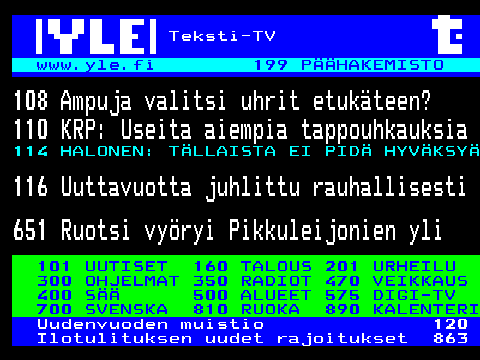 YLE Teksti-TV
www.yle.fi 199 PÄÄHAKEMISTO
108 Ampuja valitsi uhrit etukäteen?
110 KRP: Useita aiempia tappouhkauksia
114 HALONEN: TÄLLAISTA EI PIDÄ HYVÄKSYÄ
116 Uuttavuotta juhlittu rauhallisesti
651 Ruotsi vyöryi Pikkuleijonien yli
101 UUTISET 160 TALOUS 201 URHEILU
300 OHJELMAT 350 RADIOT 470 VEIKKAUS
400 SÄÄ 500 ALUEET 575 DIGI-TV
700 SVENSKA 810 RUOKA 890 KALENTERI
Uudenvuoden muistio 120
Ilotulituksen uudet rajoitukset 863